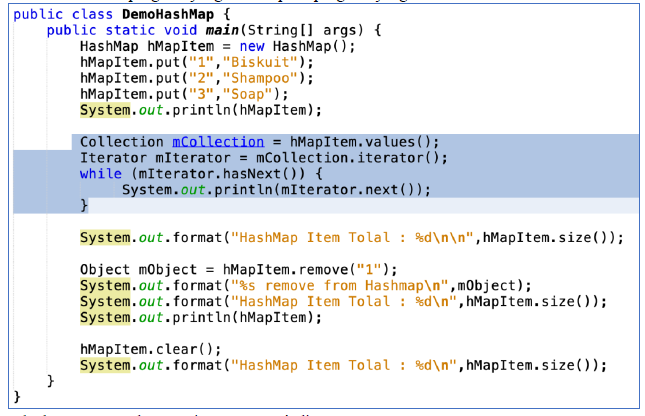 public class DemoHashMap {
public static void main(String[] args) {
HashMap hMapItem = new HashMap();
hMapItem.put("1","Biskuit");
hMapItem.put("2","Shampoo");
hMapItem.put("3","Soap");
System.out.println(hMapItem);
Collection mCollection = hMapItem.values();
Iterator mIterator = mCollection.iterator();
while (mIterator.hasNext()) {
System.out.println(mIterator.next());
}
System.out.format("HashMap Item Tolal : %d\n\n",hMapItem.size());
Object mObject = hMapItem.remove("1");
System.out.format("%s remove from Hashmap\n",mObject);
System.out.format("HashMap Item Tolal : %d\n",hMapItem.size());
System.out.println(hMapItem);
hMapItem.clear();
System.out.format("HashMap Item Tolal : %d\n",hMapItem.size());
}
}